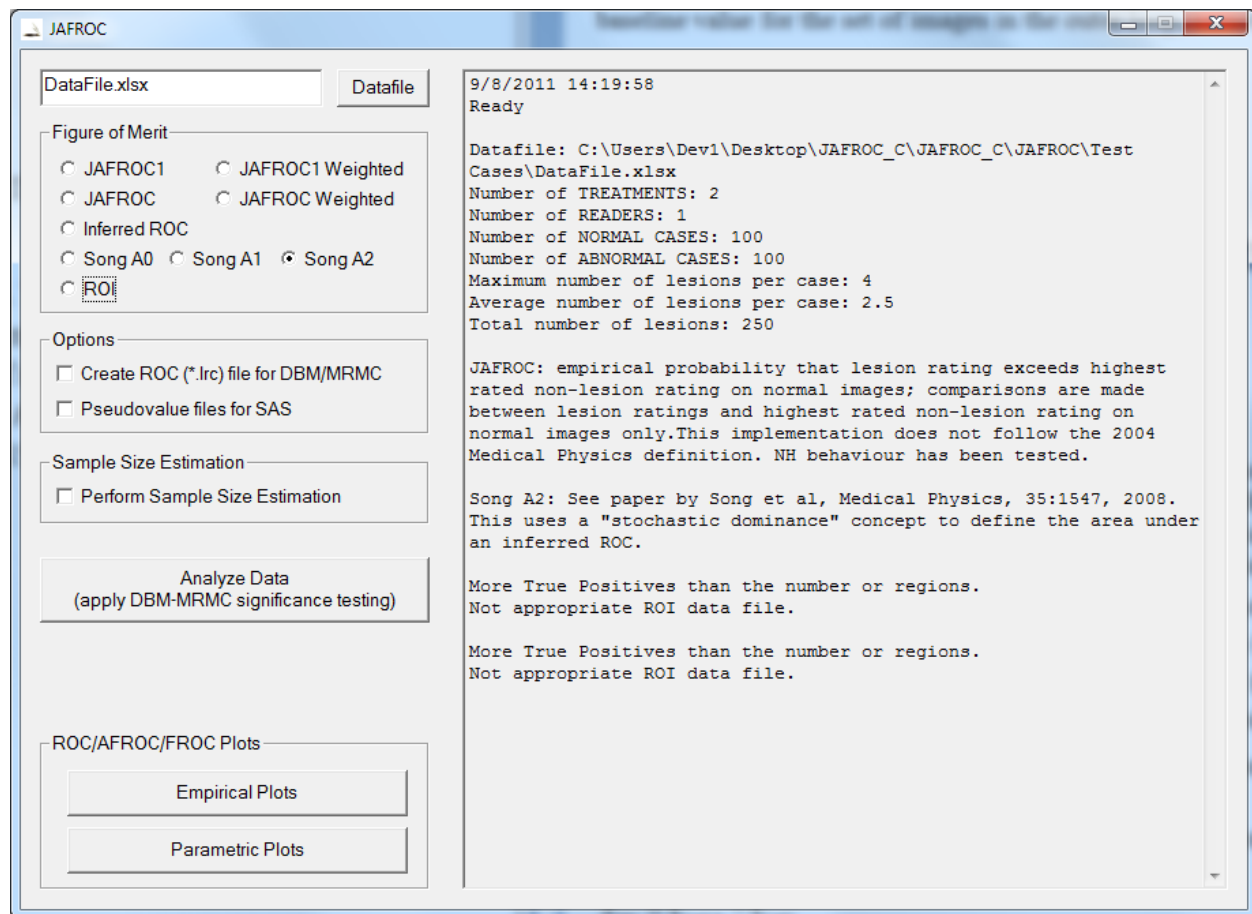 baseline value for the set of images in the
JAFROC
DataFile.xlsx
Datafile
Figure of Merit
JAFROC1
JAFROC1 Weighted
JAFROC
JAFROC Weighted
Inferred ROC
Song A0
Song A1
Song A2
ROI
Options
Create ROC (*.lrc) file for DBM/MRMC
Pseudovalue files for SAS
Sample Size Estimation
Perform Sample Size Estimation
Analyze Data
(apply DBM-MRMC significance testing)
ROC/AFROC/FROC Plots
Empirical Plots
Parametric Plots
9/8/2011 14:19:58
Ready
Datafile: C:\Users\Dev1\Desktop\JAFROC_C\JAFROC_C\JAFROC\Test
Cases\DataFile.xlsx
Number of TREATMENTS: 2
Number of READERS: 1
Number of NORMAL CASES: 100
Number of ABNORMAL CASES: 100
Maximum number of lesions per case: 4
Average number of lesions per case: 2.5
Total number of lesions: 250
JAFROC: empirical probability that lesion rating exceeds highest
rated non-lesion rating on normal images; comparisons are made
between lesion ratings and highest rated non-lesion rating on
normal images only.This implementation does not follow the 2004
Medical Physics definition. NH behaviour has been tested.
Song A2: See paper by Song et al, Medical Physics, 35:1547, 2008.
This uses a "stochastic dominance" concept to define the area under
an inferred ROC.
More True Positives than the number or regions.
Not appropriate ROI data file.
More True Positives than the number or regions.
Not appropriate ROI data file.